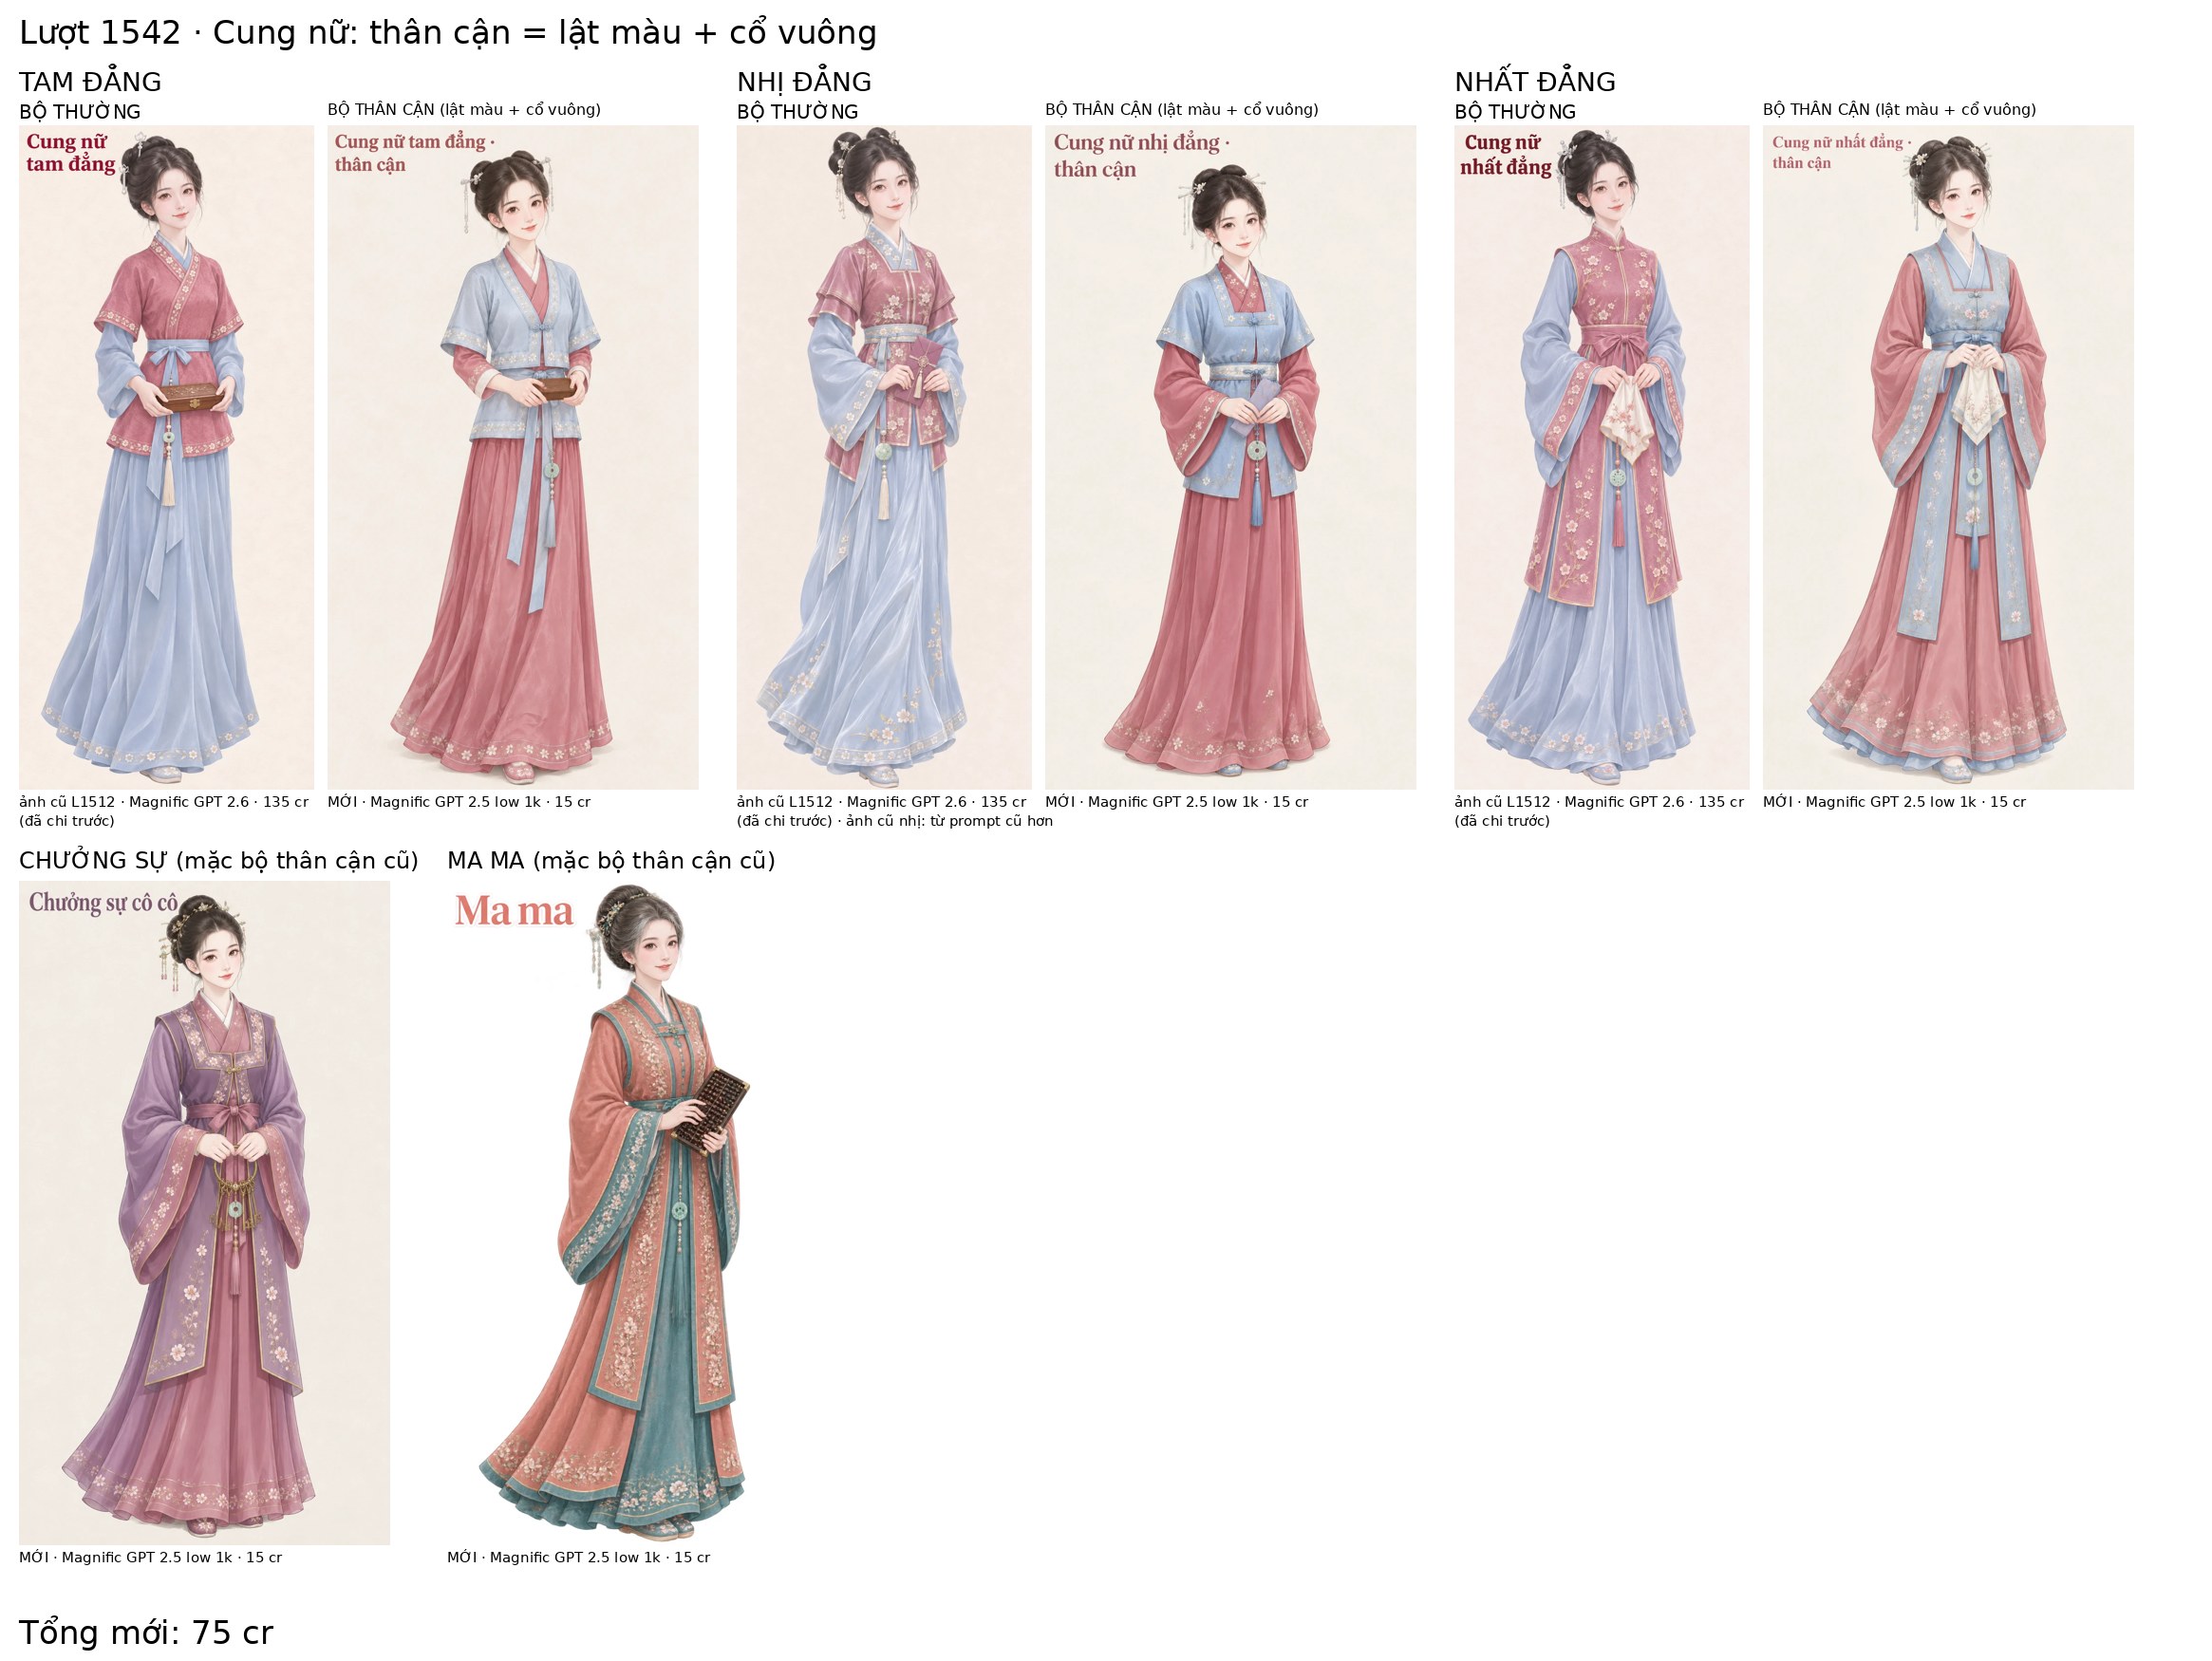 Lượt 1542 · Cung nữ: thân cận = lật màu + cổ vuông
TAM ĐẲNG
BỘ THƯỜNG
BỘ THÂN CẬN (lật màu + cổ vuông)
Cung nữ
tam đẳng
Cung nữ tam đẳng ·
thân cận
ảnh cũ L1512 · Magnific GPT 2.6 · 135 cr
(đã chi trước)
MỚI · Magnific GPT 2.5 low 1k · 15 cr
NHỊ ĐẲNG
BỘ THƯỜNG
BỘ THÂN CẬN (lật màu + cổ vuông)
Cung nữ nhị đẳng ·
thân cận
ảnh cũ L1512 · Magnific GPT 2.6 · 135 cr
(đã chi trước) · ảnh cũ nhị: từ prompt cũ hơn
MỚI · Magnific GPT 2.5 low 1k · 15 cr
NHẤT ĐẲNG
BỘ THƯỜNG
BỘ THÂN CẬN (lật màu + cổ vuông)
Cung nữ
nhất đẳng
Cung nữ nhất đẳng ·
thân cận
ảnh cũ L1512 · Magnific GPT 2.6 · 135 cr
(đã chi trước)
MỚI · Magnific GPT 2.5 low 1k · 15 cr
CHƯỞNG SỰ (mặc bộ thân cận cũ)
Chưởng sự cô cô
MỚI · Magnific GPT 2.5 low 1k · 15 cr
MA MA (mặc bộ thân cận cũ)
Ma ma
MỚI · Magnific GPT 2.5 low 1k · 15 cr
Tổng mới: 75 cr